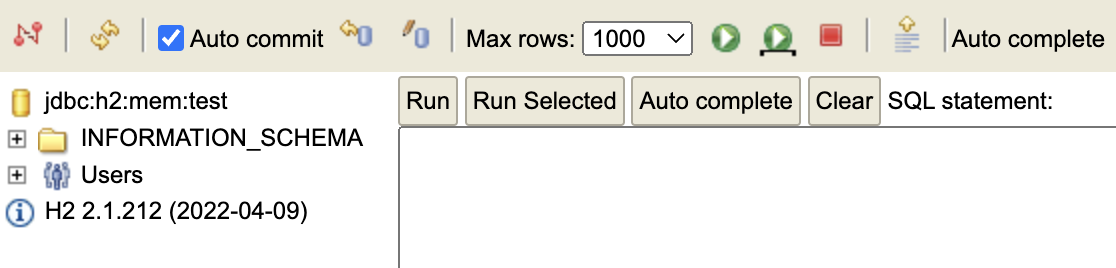 Auto commit Max rows: 1000 Auto complete
jdbc:h2:mem:test
INFORMATION_SCHEMA
Users
H2 2.1.212 (2022-04-09)
Run Run Selected Auto complete Clear SQL statement: